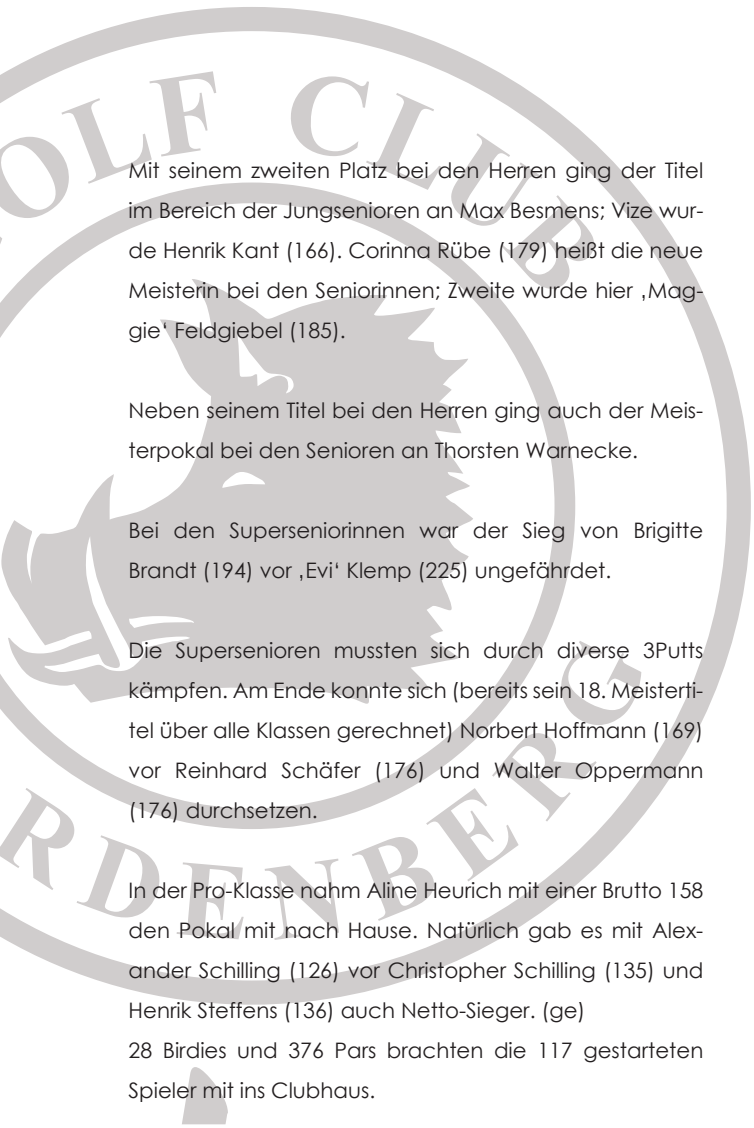 OLF CLUB
Mit seinem zweiten Platz bei den Herren ging der Titel
im Bereich der Jungsenioren an Max Besmens; Vize wur-
de Henrik Kant (166). Corinna Rübe (179) heißt die neue
Meisterin bei den Seniorinnen; Zweite wurde hier ‚Mag-
gie‘ Feldgiebel (185).
Neben seinem Titel bei den Herren ging auch der Meis-
terpokal bei den Senioren an Thorsten Warnecke.
Bei den Superseniorinnen war der Sieg von Brigitte
Brandt (194) vor ‚Evi‘ Klemp (225) ungefährdet.
Die Supersenioren mussten sich durch diverse 3Putts
kämpfen. Am Ende konnte sich (bereits sein 18. Meisterti-
tel über alle Klassen gerechnet) Norbert Hoffmann (169)
vor Reinhard Schäfer (176) und Walter Oppermann
(176) durchsetzen.
In der Pro-Klasse nahm Aline Heurich mit einer Brutto 158
den Pokal mit nach Hause. Natürlich gab es mit Alex-
ander Schilling (126) vor Christopher Schilling (135) und
Henrik Steffens (136) auch Netto-Sieger. (ge)
28 Birdies und 376 Pars brachten die 117 gestarteten
Spieler mit ins Clubhaus.
RDENBERG